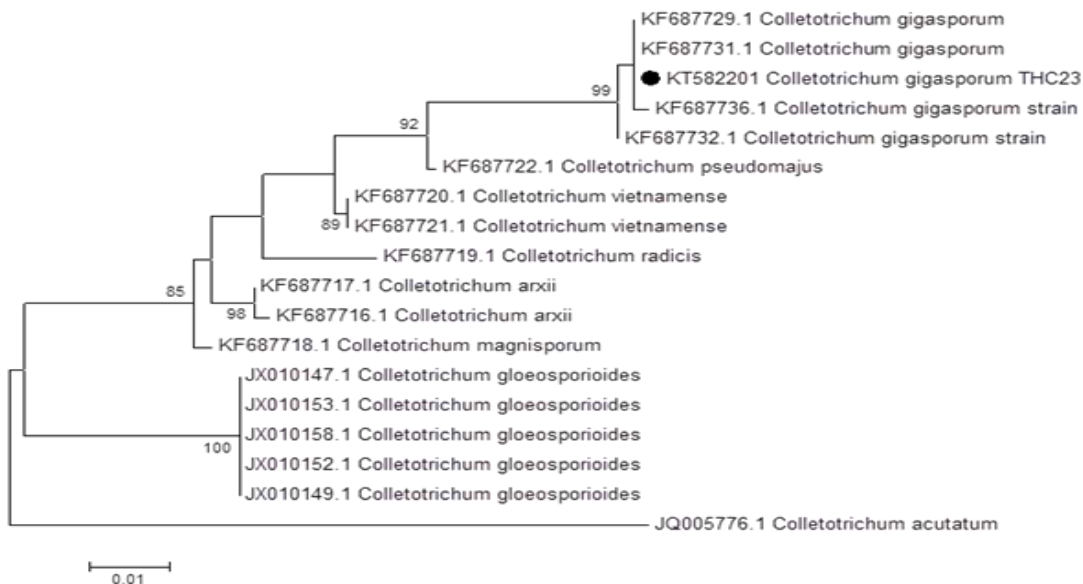 KF687729.1 Colletotrichum gigasporum
KF687731.1 Colletotrichum gigasporum
KT582201 Colletotrichum gigasporum THC23
99
KF687736.1 Colletotrichum gigasporum strain
KF687732.1 Colletotrichum gigasporum strain
92
KF687722.1 Colletotrichum pseudomajus
KF687720.1 Colletotrichum vietnamense
89
KF687721.1 Colletotrichum vietnamense
KF687719.1 Colletotrichum radicis
KF687717.1 Colletotrichum arxii
85
98
KF687716.1 Colletotrichum arxii
KF687718.1 Colletotrichum magnisporum
JX010147.1 Colletotrichum gloeosporioides
JX010153.1 Colletotrichum gloeosporioides
JX010158.1 Colletotrichum gloeosporioides
100
JX010152.1 Colletotrichum gloeosporioides
JX010149.1 Colletotrichum gloeosporioides
JQ005776.1 Colletotrichum acutatum
0.01